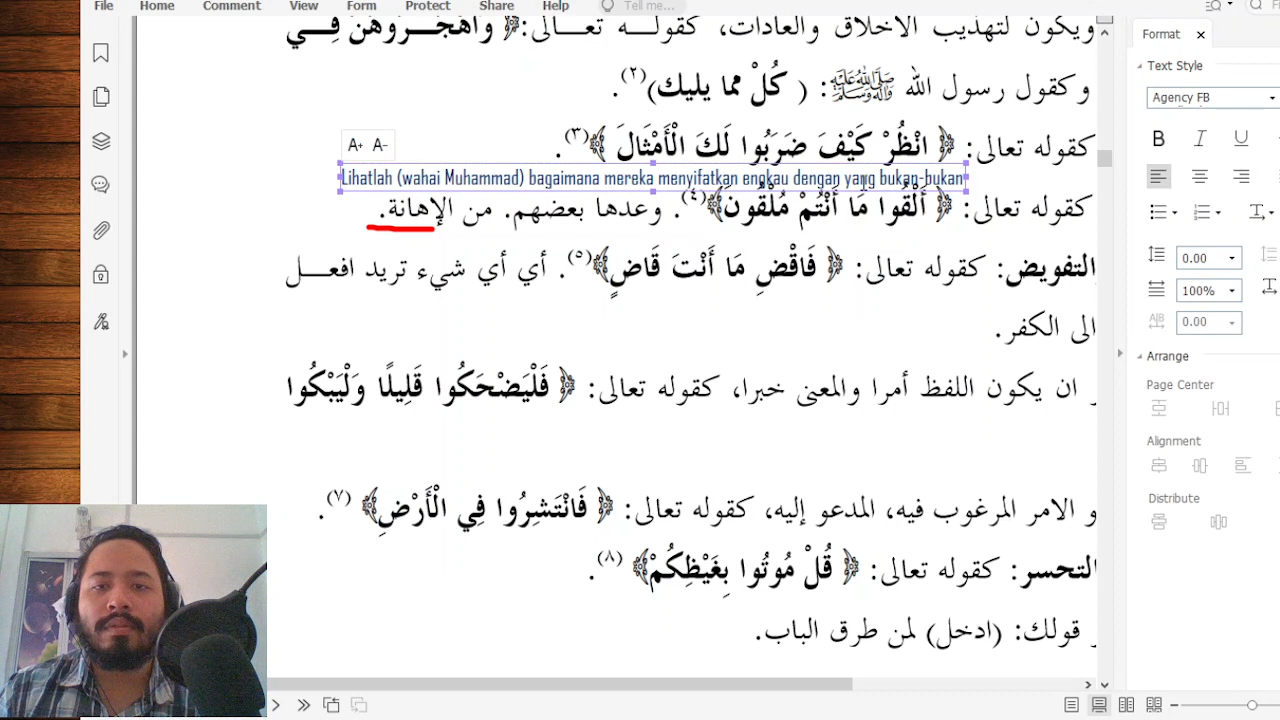 File Home Comment View Form Protect Share Help Tell me...
Format
Text Style
Agency FB
B I U
0.00
100%
0.00
Arrange
Page Center
Alignment
Distribute
A+ A-
ويكون لتهذيب الاخلاق والعادات، كقوله تعالى: ﴿ وَاهْجُرُوهُنَّ فِي
وكقول رسول الله ﷺ: ( كُلْ مما يليك)(٢).
كقوله تعالى: ﴿ انْظُرْ كَيْفَ ضَرَبُوا لَكَ الْأَمْثَالَ ﴾(٣).
Lihatlah (wahai Muhammad) bagaimana mereka menyifatkan engkau dengan yang bukan-bukan
كقوله تعالى: ﴿ أَلْقُوا مَا أَنْتُمْ مُلْقُونَ﴾(٤). وعدها بعضهم. من الإهانة.
التفويض: كقوله تعالى: ﴿ فَاقْضِ مَا أَنْتَ قَاضٍ﴾(٥). أي أي شيء تريد افعل
الى الكفر.
ان يكون اللفظ أمرا والمعنى خبرا، كقوله تعالى: ﴿ فَلْيَضْحَكُوا قَلِيلًا وَلْيَبْكُوا
و الامر المرغوب فيه، المدعو إليه، كقوله تعالى: ﴿ فَانْتَشِرُوا فِي الْأَرْضِ﴾ (٧).
التحسر: كقوله تعالى: ﴿ قُلْ مُوتُوا بِغَيْظِكُمْ﴾ (٨).
قولك: (ادخل) لمن طرق الباب.